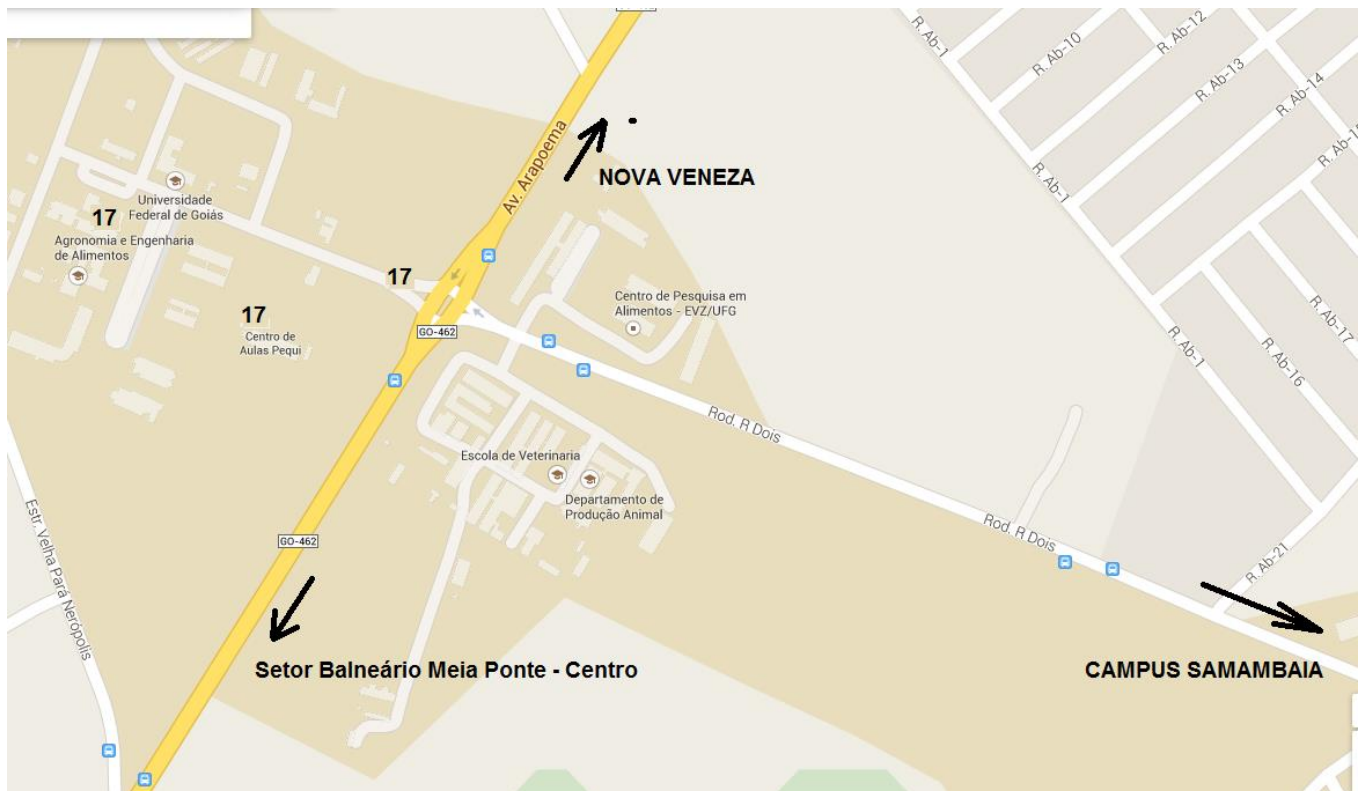 R. Ab-1
R. Ab-10
R. Ab-12
R. Ab-13
R. Ab-14
Av. Arapoema
NOVA VENEZA
R. Ab-1
Universidade
Federal de Goiás
17
Agronomia e Engenharia
de Alimentos
17
17
Centro de
Aulas Pequi
GO-462
Centro de Pesquisa em
Alimentos - EVZ/UFG
R. Ab-17
R. Ab-1
R. Ab-16
Rod. R Dois
Escola de Veterinaria
Departamento de
Produção Animal
Estr. Velha Pará Nerópolis
GO-462
Rod. R Dois
R. Ab-21
Setor Balneário Meia Ponte - Centro
CAMPUS SAMAMBAIA